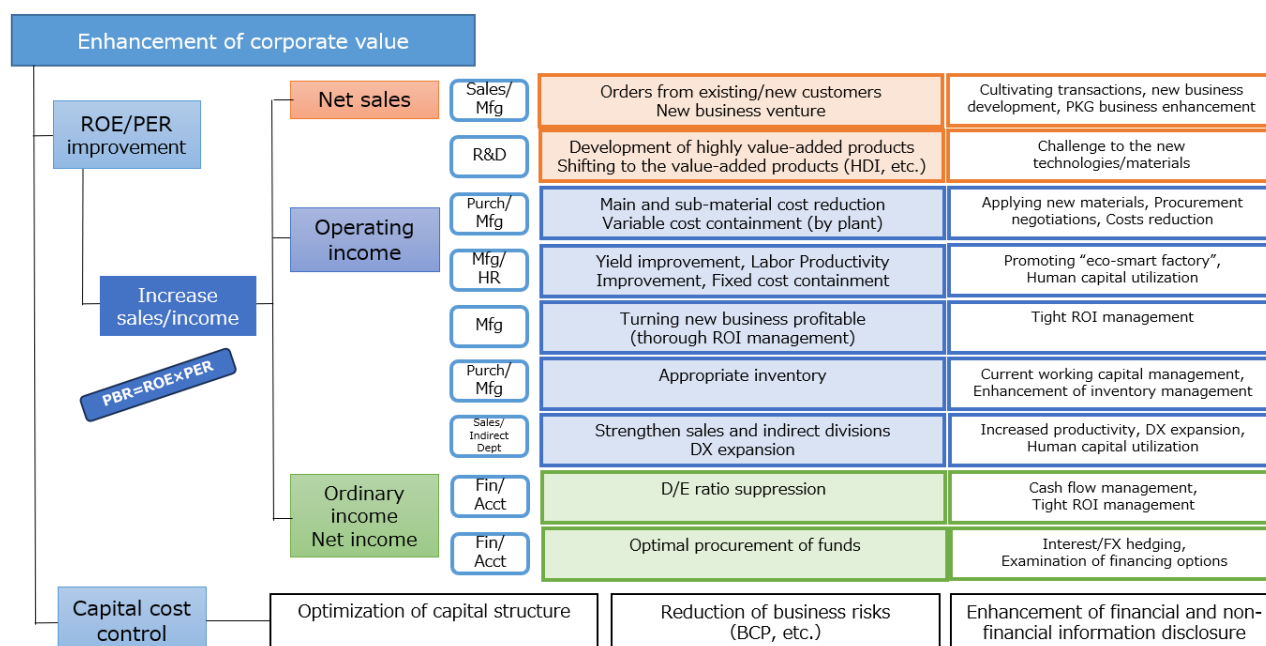 Enhancement of corporate value
ROE/PER
improvement
Increase
sales/income
PBR=ROE×PER
Net sales
Sales/
Mfg
Orders from existing/new customers
New business venture
Cultivating transactions, new business
development, PKG business enhancement
R&D
Development of highly value-added products
Shifting to the value-added products (HDI, etc.)
Challenge to the new
technologies/materials
Operating
income
Purch/
Mfg
Main and sub-material cost reduction
Variable cost containment (by plant)
Applying new materials, Procurement
negotiations, Costs reduction
Mfg/
HR
Yield improvement, Labor Productivity
Improvement, Fixed cost containment
Promoting “eco-smart factory”,
Human capital utilization
Mfg
Turning new business profitable
(thorough ROI management)
Tight ROI management
Purch/
Mfg
Appropriate inventory
Current working capital management,
Enhancement of inventory management
Sales/
Indirect
Dept
Strengthen sales and indirect divisions
DX expansion
Increased productivity, DX expansion,
Human capital utilization
Ordinary
income
Net income
Fin/
Acct
D/E ratio suppression
Cash flow management,
Tight ROI management
Fin/
Acct
Optimal procurement of funds
Interest/FX hedging,
Examination of financing options
Capital cost
control
Optimization of capital structure
Reduction of business risks
(BCP, etc.)
Enhancement of financial and non-
financial information disclosure